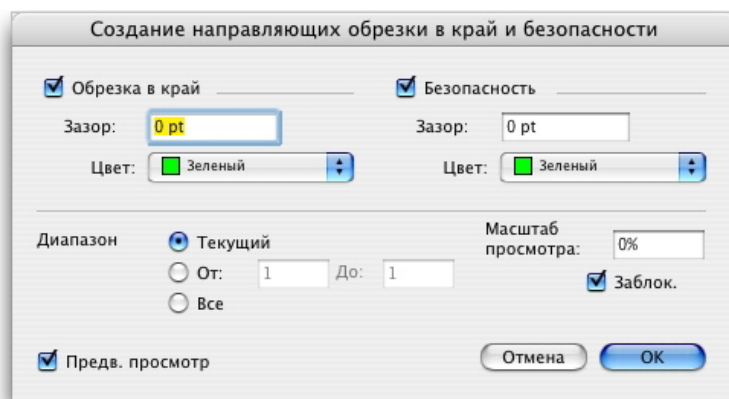 Создание направляющих обрезки в край и безопасности
Обрезка в край
Безопасность
Зазор: 0 pt
Зазор: 0 pt
Цвет: Зеленый
Цвет: Зеленый
Диапазон
Текущий
От: 1 До: 1
Все
Масштаб
просмотра: 0%
Заблок.
Предв. просмотр
Отмена
OK